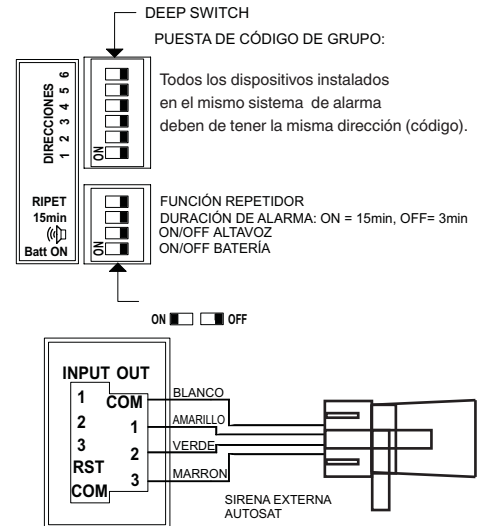 DEEP SWITCH
PUESTA DE CÓDIGO DE GRUPO:
Todos los dispositivos instalados
en el mismo sistema de alarma
deben de tener la misma dirección (código).
DIRECCIONES
1 2 3 4 5 6
ON
RIPET
15min
Batt ON
ON
FUNCIÓN REPETIDOR
DURACIÓN DE ALARMA: ON = 15min, OFF= 3min
ON/OFF ALTAVOZ
ON/OFF BATERÍA
ON OFF
INPUT OUT
1 COM
2 1
3 2
RST 3
COM
BLANCO
AMARILLO
VERDE
MARRON
SIRENA EXTERNA
AUTOSAT